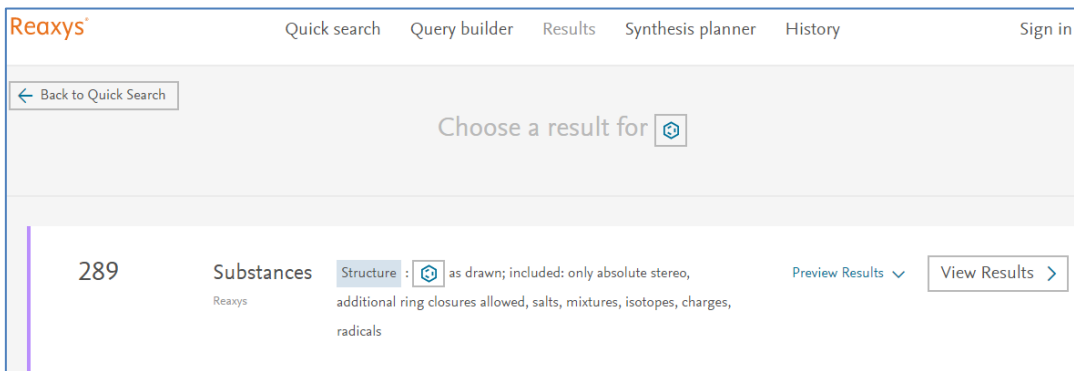 Reaxys® Quick search Query builder Results Synthesis planner History Sign in
← Back to Quick Search
Choose a result for
289 Substances Structure : as drawn; included: only absolute stereo, Preview Results View Results >
Reaxys additional ring closures allowed, salts, mixtures, isotopes, charges,
radicals